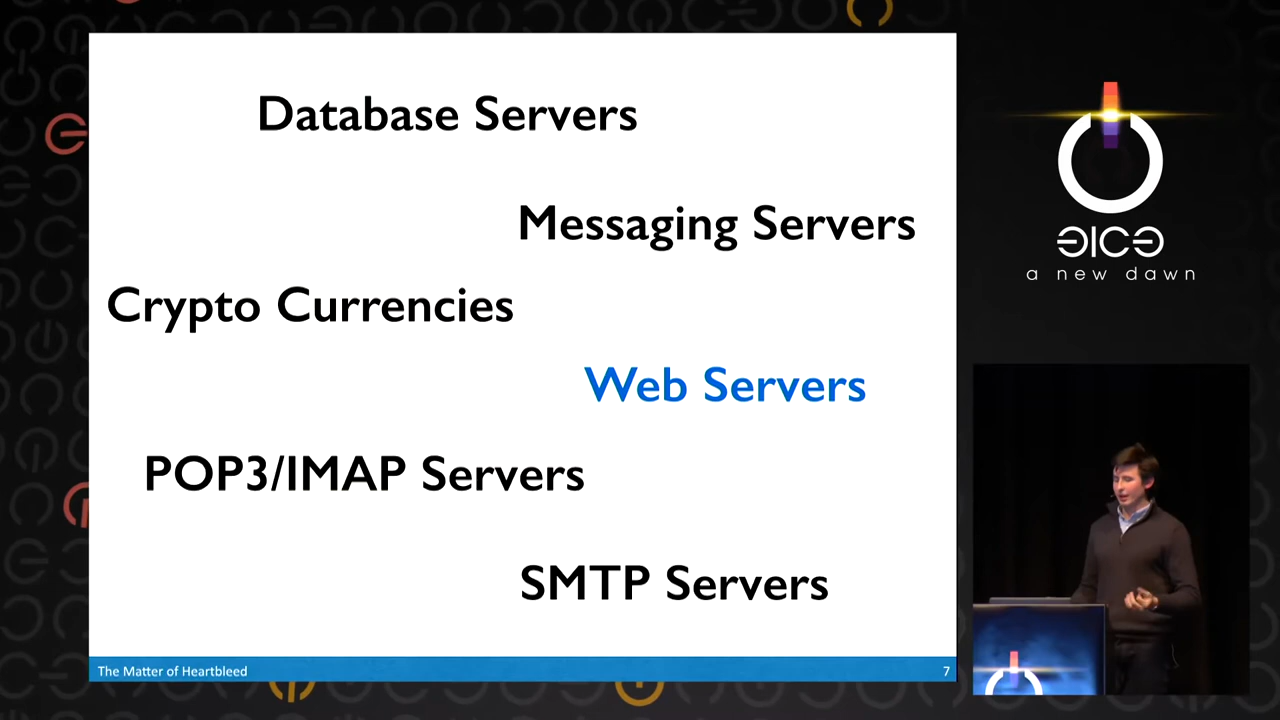 Database Servers
Messaging Servers
Crypto Currencies
Web Servers
POP3/IMAP Servers
SMTP Servers
The Matter of Heartbleed
7
a new dawn